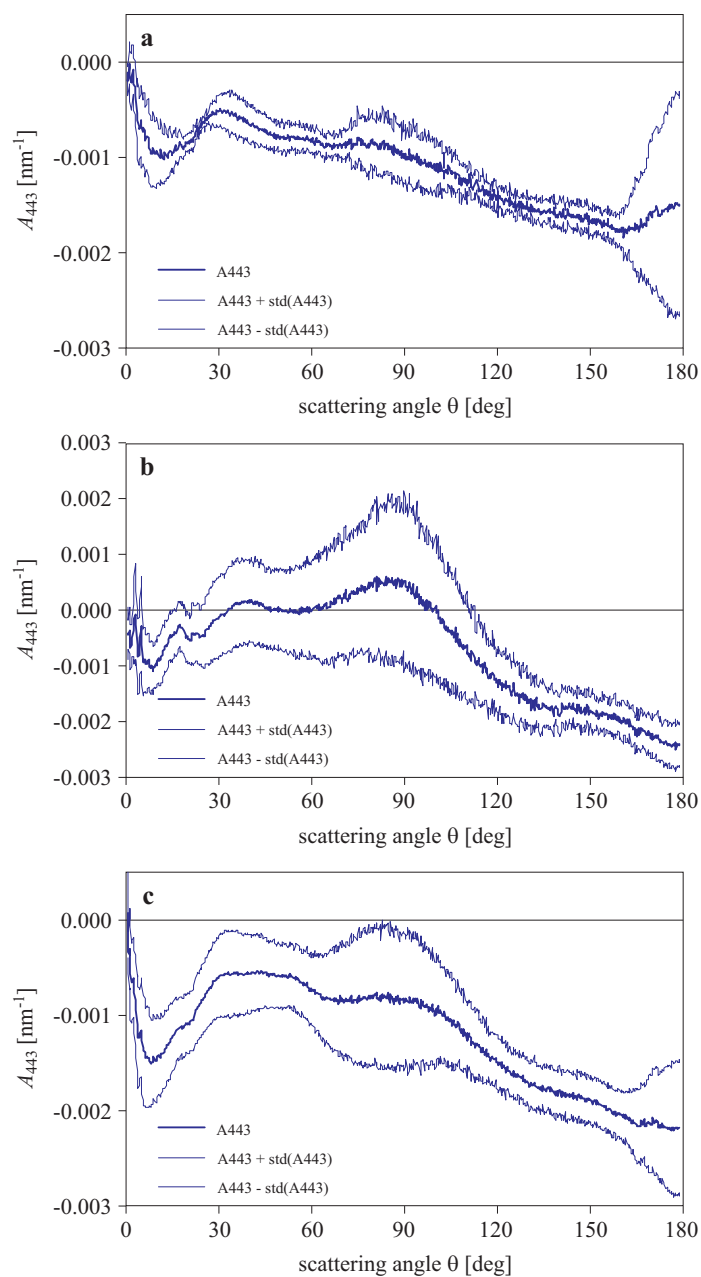 a
0.000
-0.001
-0.002
-0.003
A443 [nm-1]
A443
A443 + std(A443)
A443 - std(A443)
0 30 60 90 120 150 180
scattering angle θ [deg]
b
0.003
0.002
0.001
0.000
-0.001
-0.002
-0.003
A443 [nm-1]
A443
A443 + std(A443)
A443 - std(A443)
0 30 60 90 120 150 180
scattering angle θ [deg]
c
0.000
-0.001
-0.002
-0.003
A443 [nm-1]
A443
A443 + std(A443)
A443 - std(A443)
0 30 60 90 120 150 180
scattering angle θ [deg]